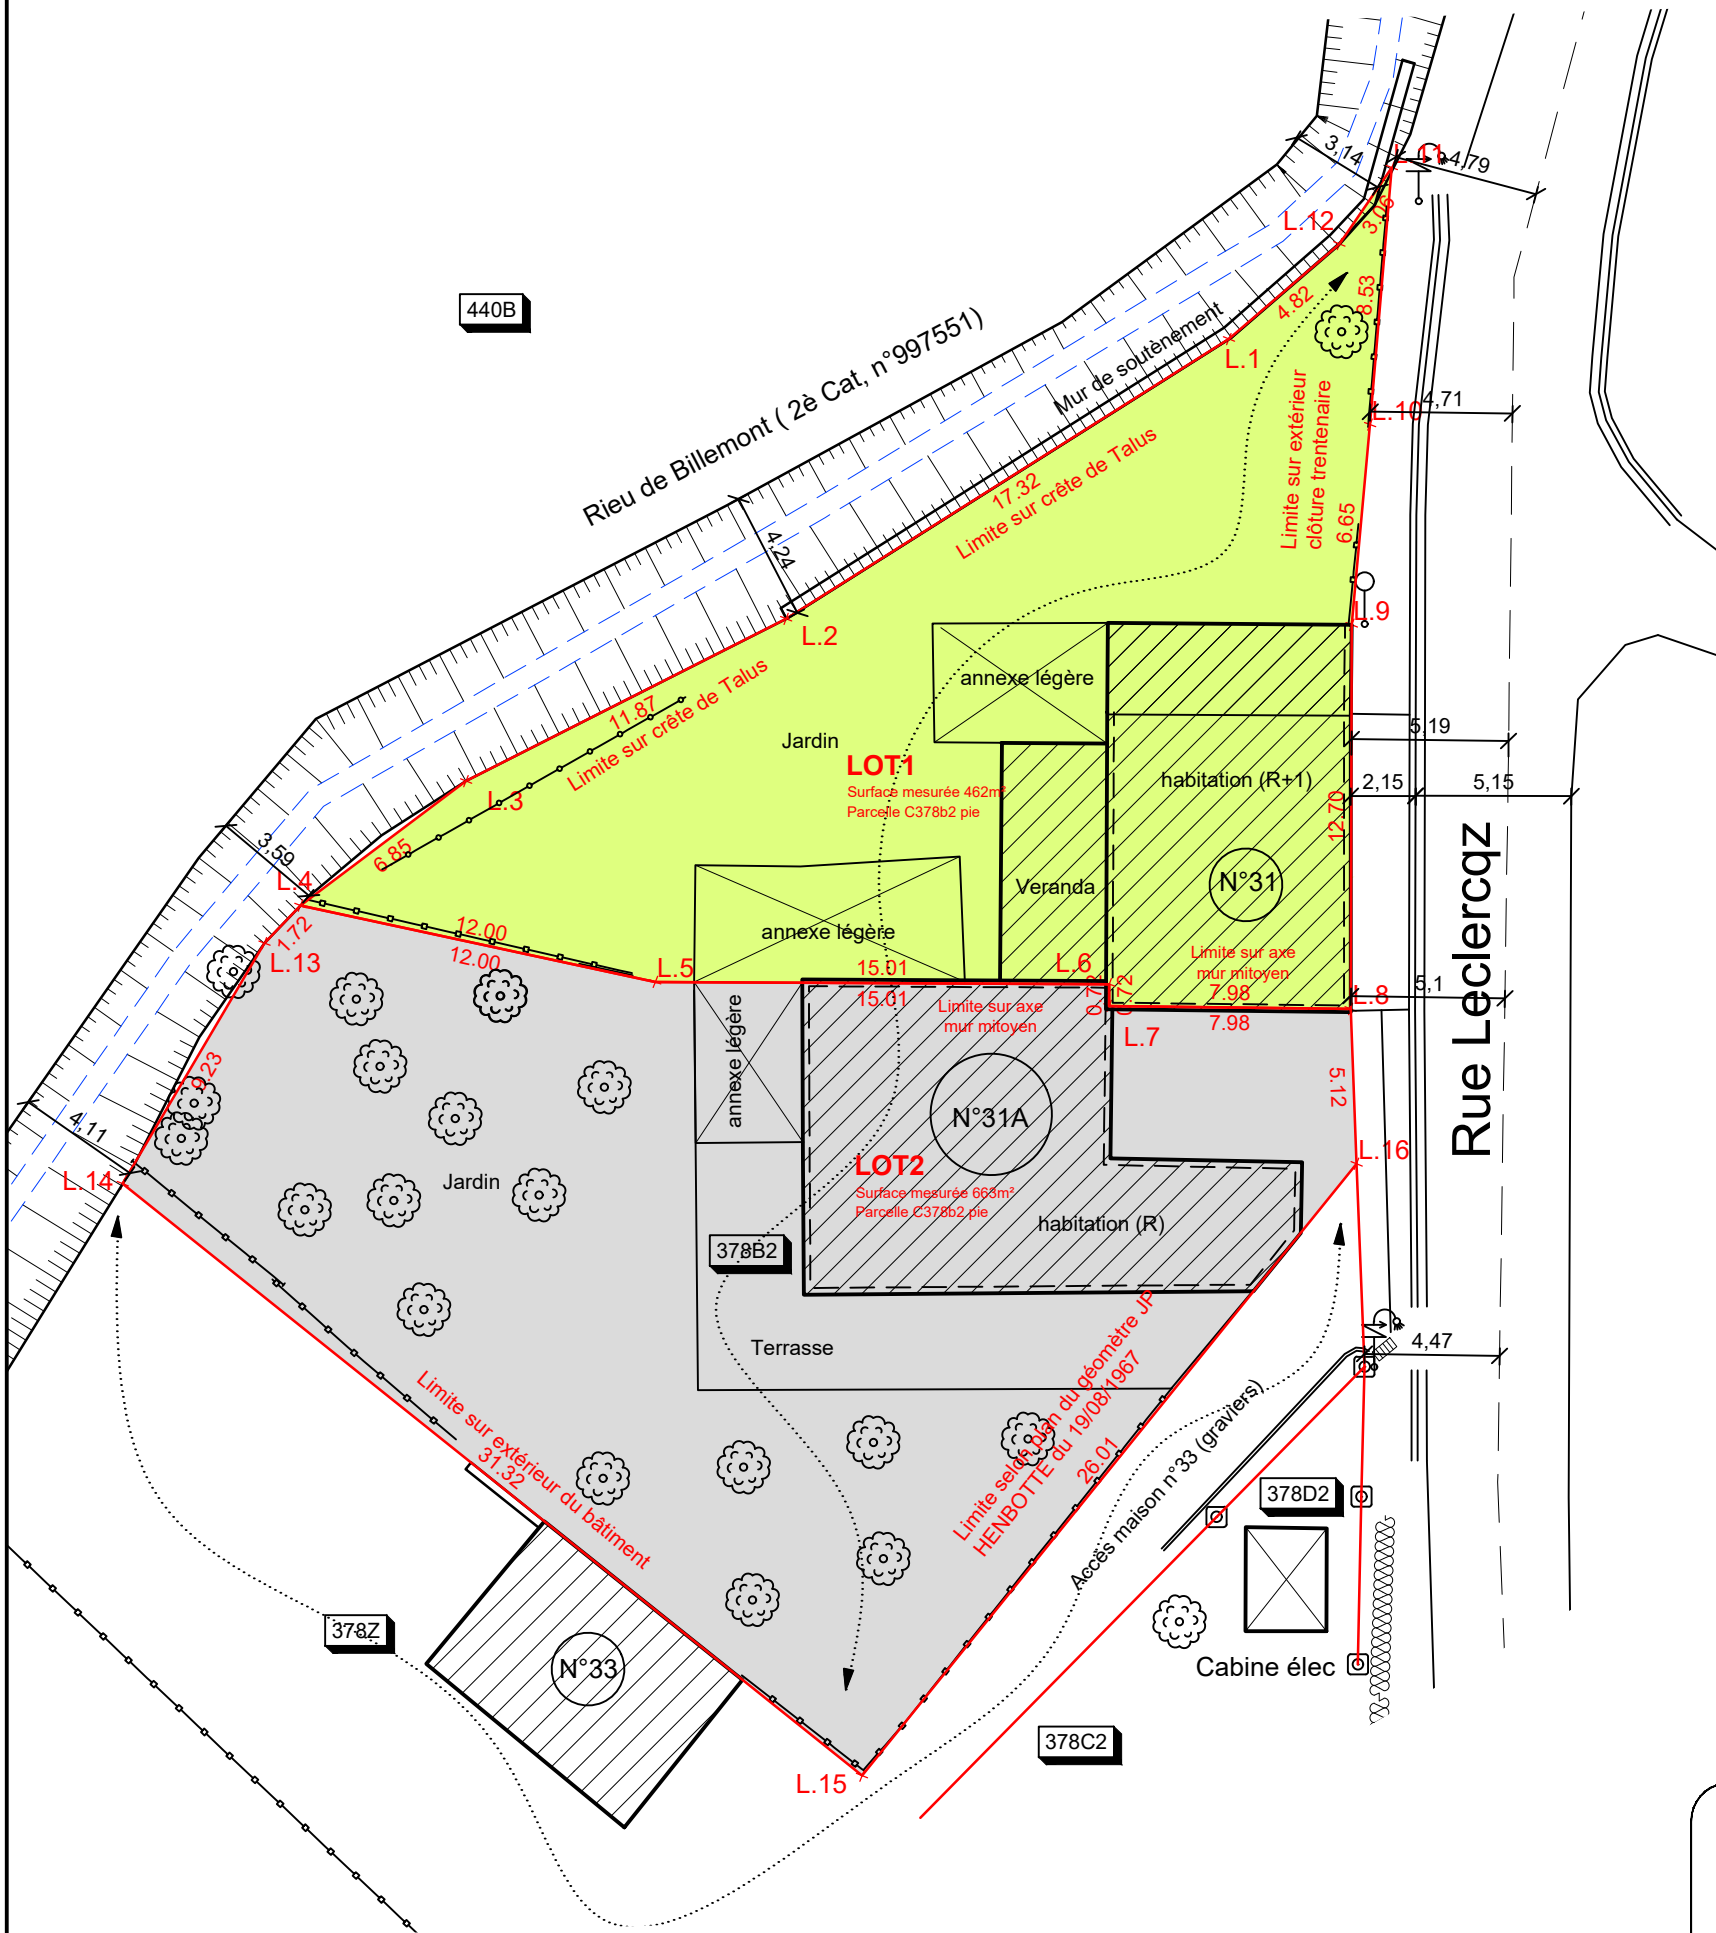 3,14
L.11
4,79
L.12
3.06
440B
Rieu de Billemont ( 2è Cat, n°997551)
4.82
8.53
Mur de soutènement
L.1
L.10
4,71
Limite sur extérieur
clôture trentenaire
17.32
Limite sur crête de Talus
6.65
4,24
L.2
L.9
annexe légère
11.87
Limite sur crête de Talus
Jardin
5,19
LOT1
Surface mesurée 462m²
Parcelle C378b2 pie
habitation (R+1)
2,15
5,15
L.3
12.70
3,59
6.85
L.4
Veranda
N°31
Rue Leclercqz
12.00
12.00
annexe légère
1.72
L.13
L.5
15.01
15.01
L.6
Limite sur axe
mur mitoyen
0.72
0.72
7.98
7.98
L.8
5,1
Limite sur axe
mur mitoyen
L.7
annexe légère
9.23
5.12
4,11
N°31A
L.16
L.14
Jardin
LOT2
Surface mesurée 663m²
Parcelle C378b2 pie
habitation (R)
378B2
Terrasse
4,47
Limite selon plan du géomètre JP
HENBOTTE du 19/08/1967
26.01
Accès maison n°33 (graviers)
Limite sur extérieur du bâtiment
31.32
378D2
378Z
N°33
Cabine élec
378C2
L.15